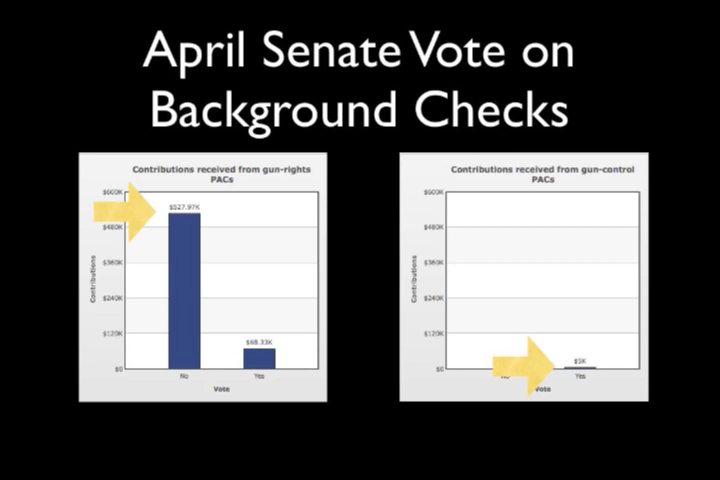 April Senate Vote on
Background Checks
Contributions received from gun-rights
PACs
$600K
$527.97K
$480K
$360K
Contributions
$240K
$120K
$68.33K
$0
No Yes
Vote
Contributions received from gun-control
PACs
$600K
$480K
$360K
Contributions
$240K
$120K
$5K
$0
No Yes
Vote